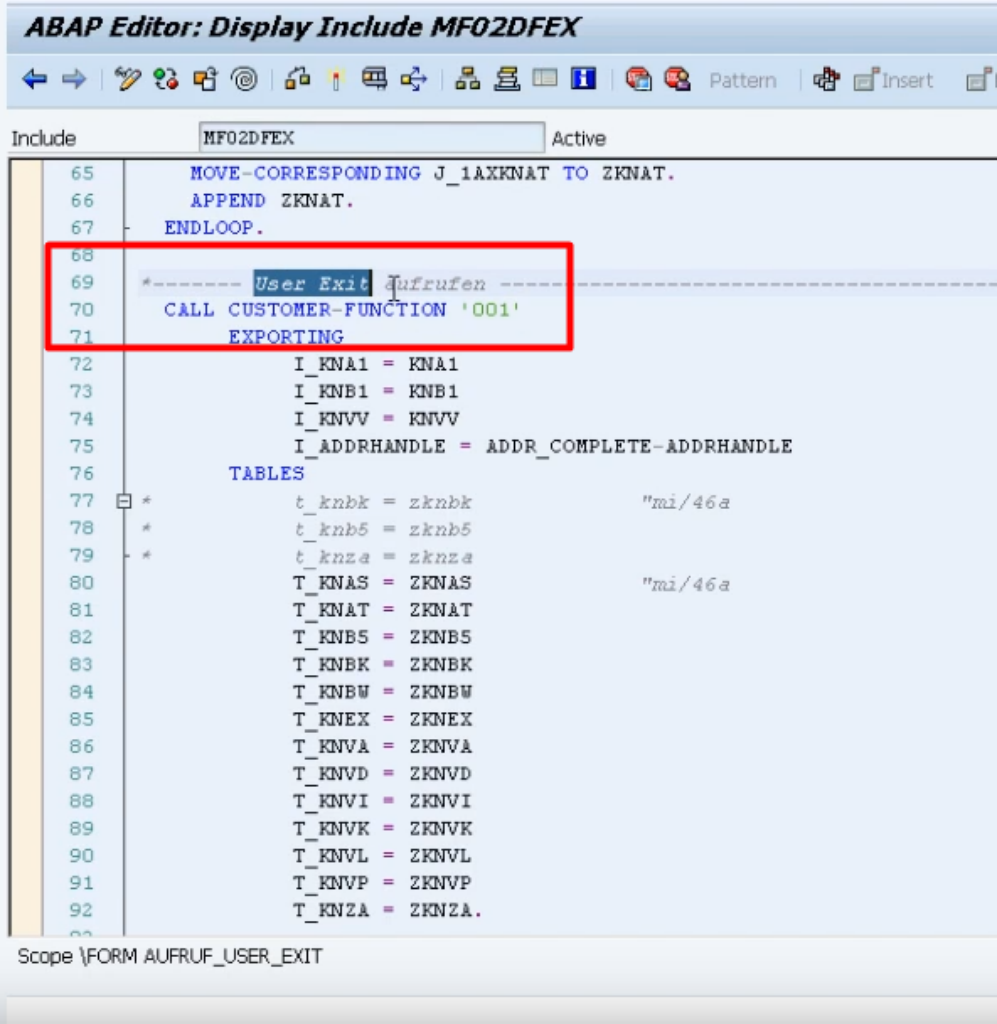 ABAP Editor: Display Include MF02DFEX
Pattern Insert
Include MF02DFEX Active
65 MOVE-CORRESPONDING J_1AXKNAT TO ZKNAT.
66 APPEND ZKNAT.
67 ENDLOOP.
68
69 *------- User Exit aufrufen -----------------------------------------------
70 CALL CUSTOMER-FUNCTION '001'
71 EXPORTING
72 I_KNA1 = KNA1
73 I_KNB1 = KNB1
74 I_KNVV = KNVV
75 I_ADDRHANDLE = ADDR_COMPLETE-ADDRHANDLE
76 TABLES
77 * t_knbk = zknbk "mi/46a
78 * t_knb5 = zknb5
79 * t_knza = zknza
80 T_KNAS = ZKNAS "mi/46a
81 T_KNAT = ZKNAT
82 T_KNB5 = ZKNB5
83 T_KNBK = ZKNBK
84 T_KNBW = ZKNBW
85 T_KNEX = ZKNEX
86 T_KNVA = ZKNVA
87 T_KNVD = ZKNVD
88 T_KNVI = ZKNVI
89 T_KNVK = ZKNVK
90 T_KNVL = ZKNVL
91 T_KNVP = ZKNVP
92 T_KNZA = ZKNZA.
Scope \FORM AUFRUF_USER_EXIT